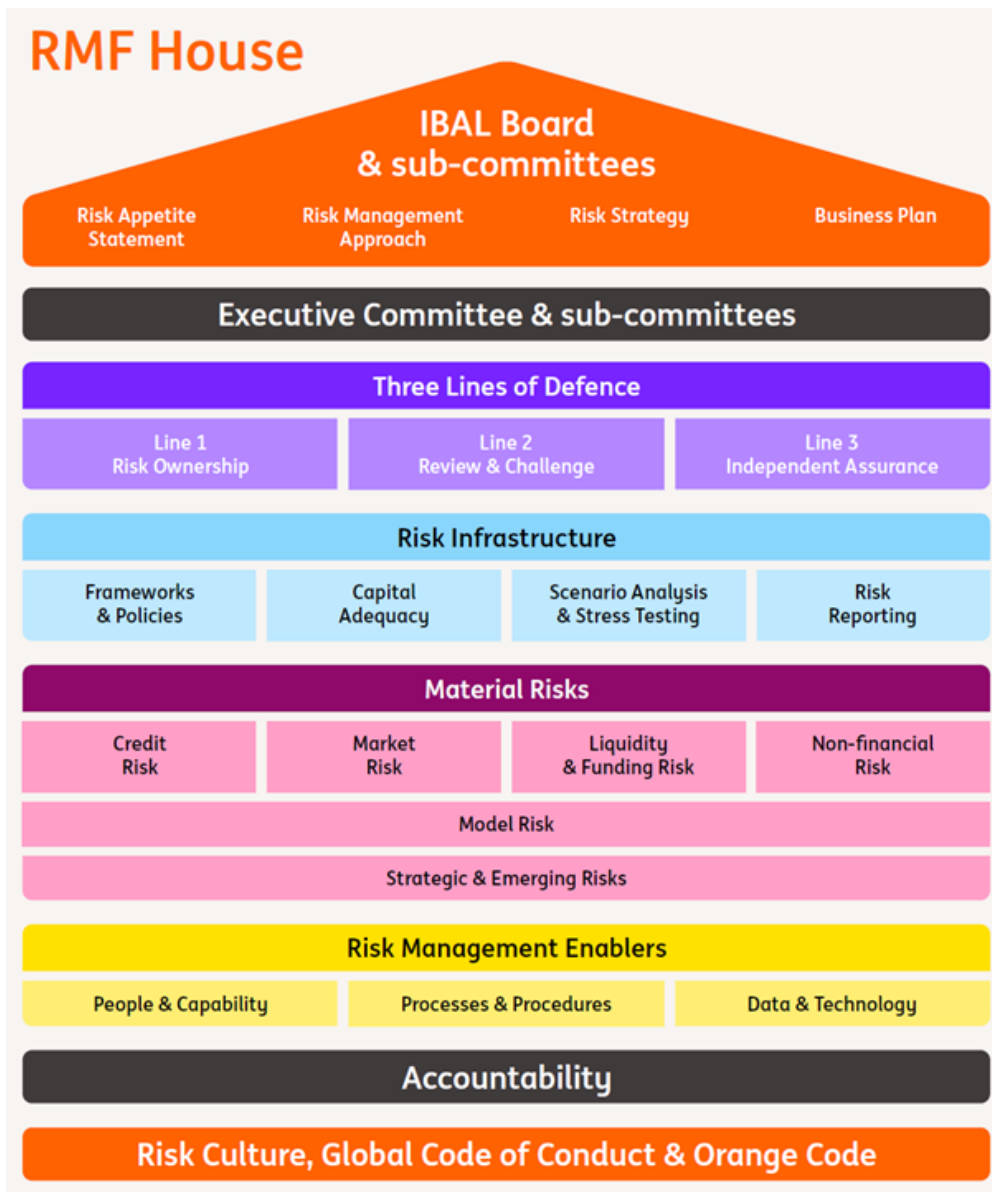 RMF House
IBAL Board
& sub-committees
Risk Appetite
Statement
Risk Management
Approach
Risk Strategy
Business Plan
Executive Committee & sub-committees
Three Lines of Defence
Line 1
Risk Ownership
Line 2
Review & Challenge
Line 3
Independent Assurance
Risk Infrastructure
Frameworks
& Policies
Capital
Adequacy
Scenario Analysis
& Stress Testing
Risk
Reporting
Material Risks
Credit
Risk
Market
Risk
Liquidity
& Funding Risk
Non-financial
Risk
Model Risk
Strategic & Emerging Risks
Risk Management Enablers
People & Capability
Processes & Procedures
Data & Technology
Accountability
Risk Culture, Global Code of Conduct & Orange Code